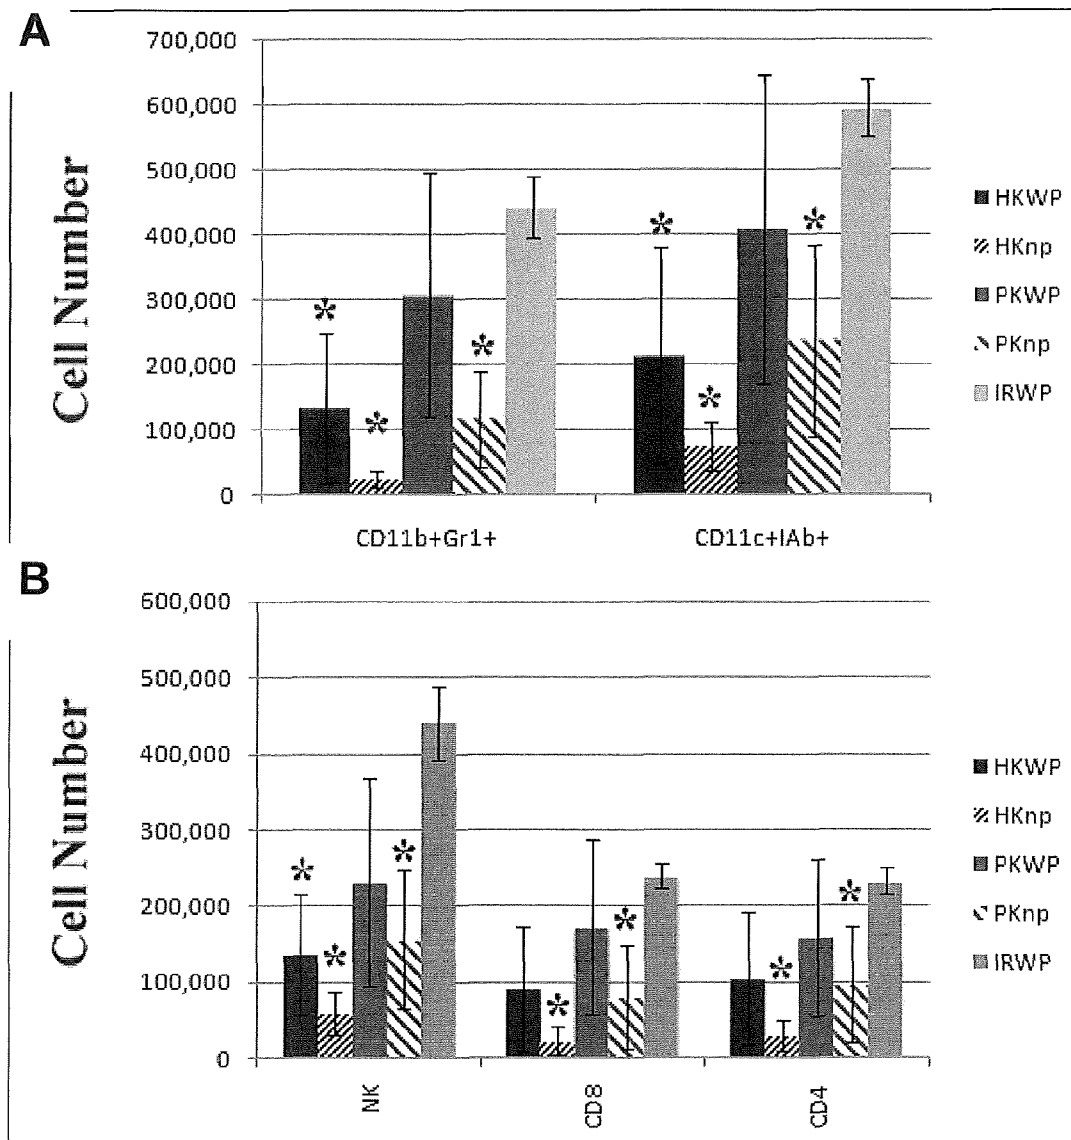 A
Cell Number
700,000
600,000
500,000
400,000
300,000
200,000
100,000
0
*
*
*
*
*
*
CD11b+Gr1+
CD11c+IAb+
HKWP
HKnp
PKWP
PKnp
IRWP
B
Cell Number
600,000
500,000
400,000
300,000
200,000
100,000
0
*
*
*
*
*
*
*
NK
CD8
CD4
HKWP
HKnp
PKWP
PKnp
IRWP